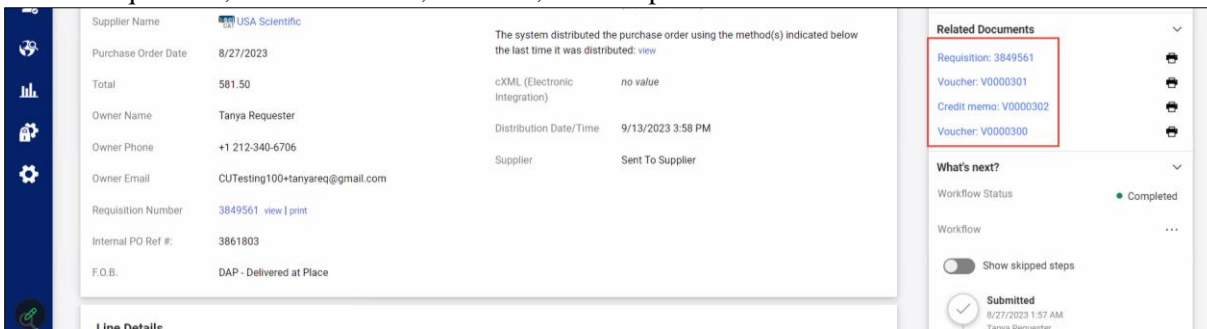 Supplier Name USA Scientific
Purchase Order Date 8/27/2023
Total 581.50
Owner Name Tanya Requester
Owner Phone +1 212-340-6706
Owner Email CUTesting100+tanyareq@gmail.com
Requisition Number 3849561 view | print
Internal PO Ref #: 3861803
F.O.B. DAP - Delivered at Place
Line Details
The system distributed the purchase order using the method(s) indicated below
the last time it was distributed: view
cXML (Electronic
Integration) no value
Distribution Date/Time 9/13/2023 3:58 PM
Supplier Sent To Supplier
Related Documents
Requisition: 3849561
Voucher: V0000301
Credit memo: V0000302
Voucher: V0000300
What's next?
Workflow Status Completed
Workflow ...
Show skipped steps
Submitted
8/27/2023 1:57 AM
Tanya Requester